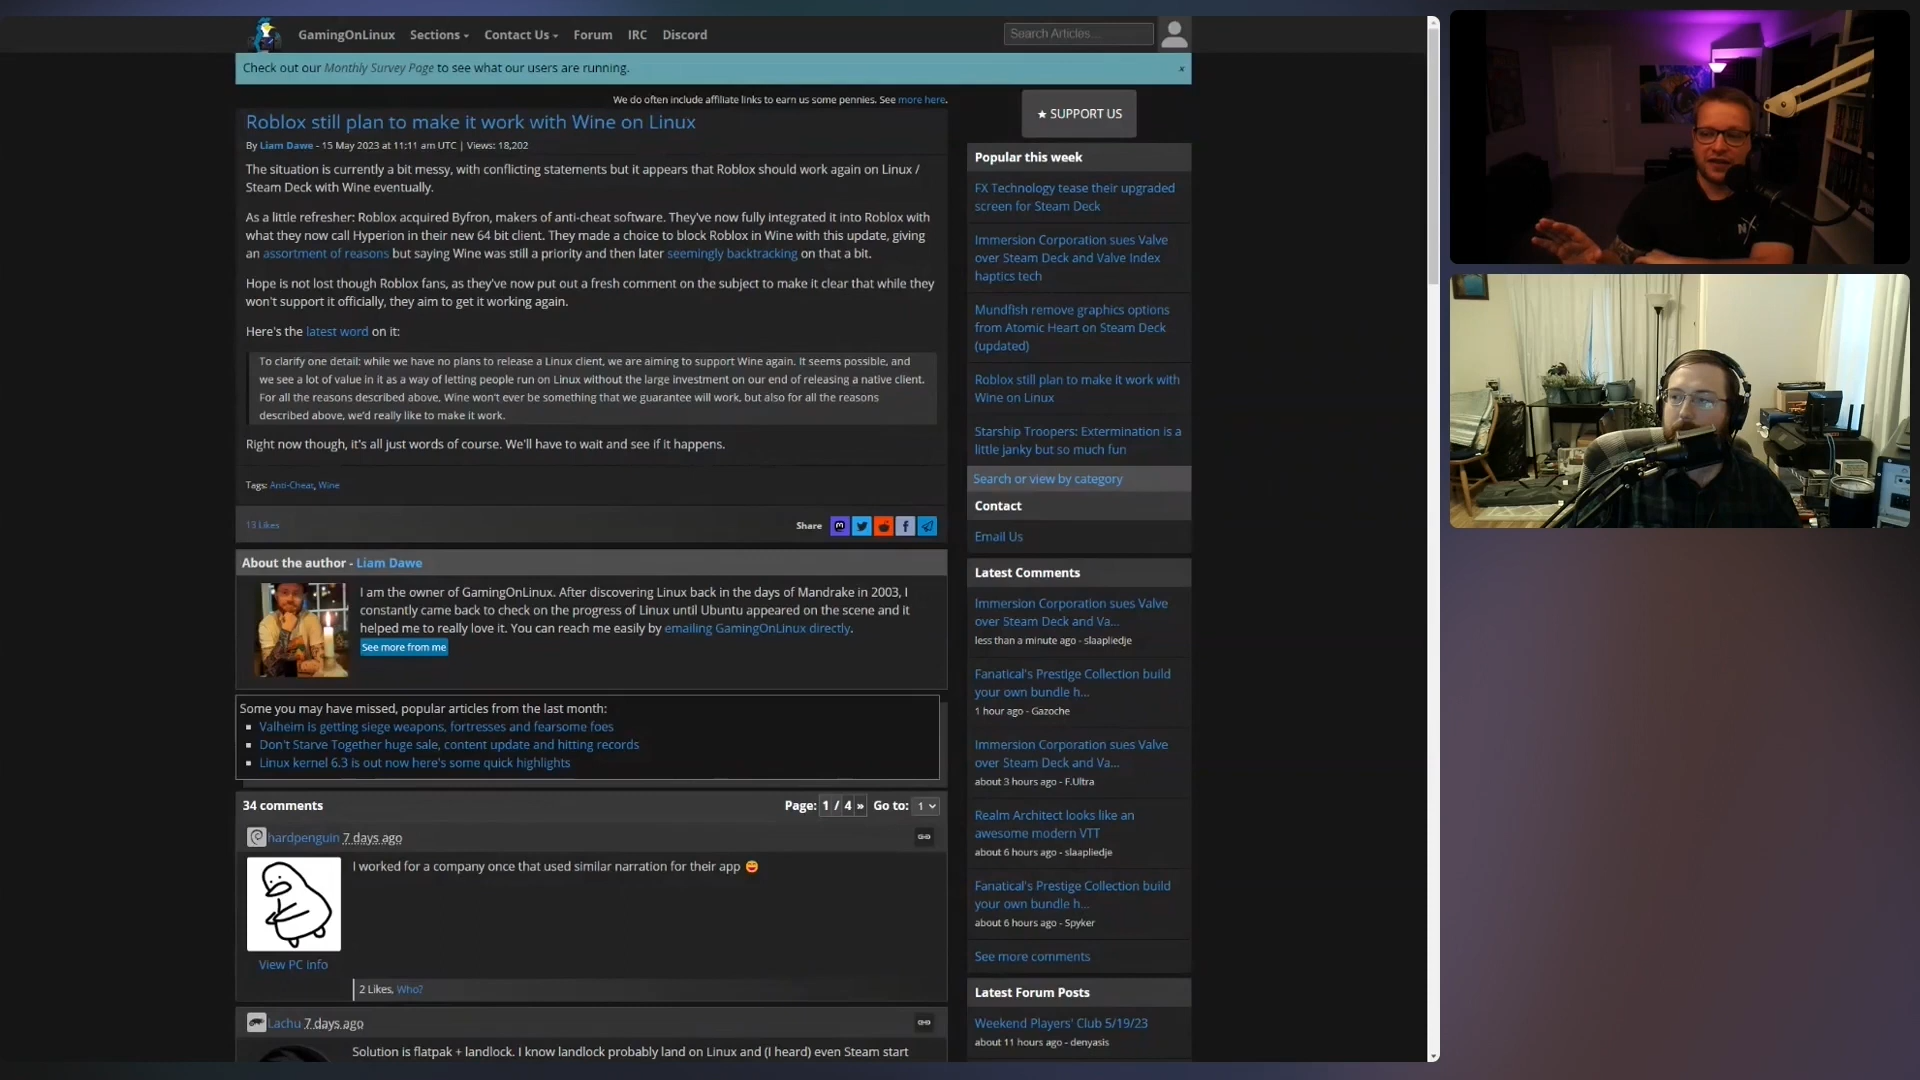 GamingOnLinux Sections Contact Us Forum IRC Discord
Search Articles...
Check out our Monthly Survey Page to see what our users are running.
x
We do often include affiliate links to earn us some pennies. See more here.
Roblox still plan to make it work with Wine on Linux
By Liam Dawe - 15 May 2023 at 11:11 am UTC | Views: 18,202
The situation is currently a bit messy, with conflicting statements but it appears that Roblox should work again on Linux /
Steam Deck with Wine eventually.
As a little refresher: Roblox acquired Byfron, makers of anti-cheat software. They've now fully integrated it into Roblox with
what they now call Hyperion in their new 64 bit client. They made a choice to block Roblox in Wine with this update, giving
an assortment of reasons but saying Wine was still a priority and then later seemingly backtracking on that a bit.
Hope is not lost though Roblox fans, as they've now put out a fresh comment on the subject to make it clear that while they
won't support it officially, they aim to get it working again.
Here's the latest word on it:
To clarify one detail: while we have no plans to release a Linux client, we are aiming to support Wine again. It seems possible, and
we see a lot of value in it as a way of letting people run on Linux without the large investment on our end of releasing a native client.
For all the reasons described above, Wine won't ever be something that we guarantee will work, but also for all the reasons
described above, we'd really like to make it work.
Right now though, it's all just words of course. We'll have to wait and see if it happens.
Tags: Anti-Cheat, Wine
13 Likes
Share
About the author - Liam Dawe
I am the owner of GamingOnLinux. After discovering Linux back in the days of Mandrake in 2003, I
constantly came back to check on the progress of Linux until Ubuntu appeared on the scene and it
helped me to really love it. You can reach me easily by emailing GamingOnLinux directly.
See more from me
Some you may have missed, popular articles from the last month:
Valheim is getting siege weapons, fortresses and fearsome foes
Don't Starve Together huge sale, content update and hitting records
Linux kernel 6.3 is out now here's some quick highlights
34 comments
Page: 1 / 4 » Go to: 1
hardpenguin 7 days ago
I worked for a company once that used similar narration for their app 😄
View PC info
2 Likes, Who?
Lachu 7 days ago
Solution is flatpak + landlock. I know landlock probably land on Linux and (I heard) even Steam start
★ SUPPORT US
Popular this week
FX Technology tease their upgraded
screen for Steam Deck
Immersion Corporation sues Valve
over Steam Deck and Valve Index
haptics tech
Mundfish remove graphics options
from Atomic Heart on Steam Deck
(updated)
Roblox still plan to make it work with
Wine on Linux
Starship Troopers: Extermination is a
little janky but so much fun
Search or view by category
Contact
Email Us
Latest Comments
Immersion Corporation sues Valve
over Steam Deck and Va...
less than a minute ago - slaapliedje
Fanatical's Prestige Collection build
your own bundle h...
1 hour ago - Gazoche
Immersion Corporation sues Valve
over Steam Deck and Va...
about 3 hours ago - F.Ultra
Realm Architect looks like an
awesome modern VTT
about 6 hours ago - slaapliedje
Fanatical's Prestige Collection build
your own bundle h...
about 6 hours ago - Spyker
See more comments
Latest Forum Posts
Weekend Players' Club 5/19/23
about 11 hours ago - denyasis